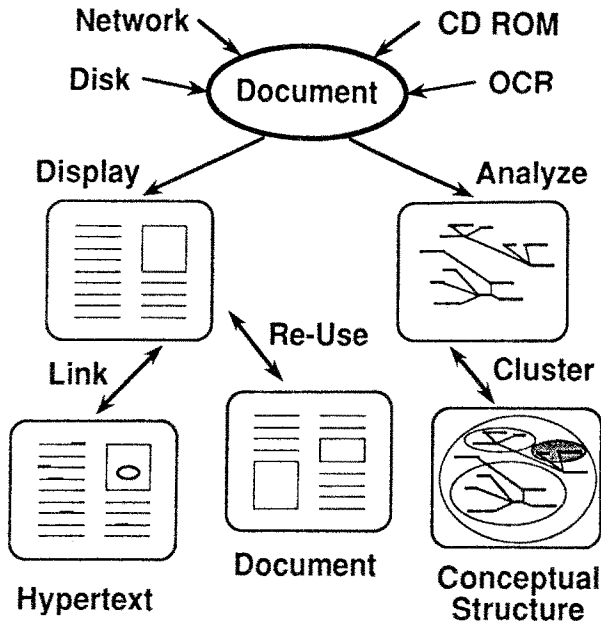 Network
CD ROM
Disk
Document
OCR
Display
Analyze
Re-Use
Link
Cluster
Document
Hypertext
Conceptual
Structure